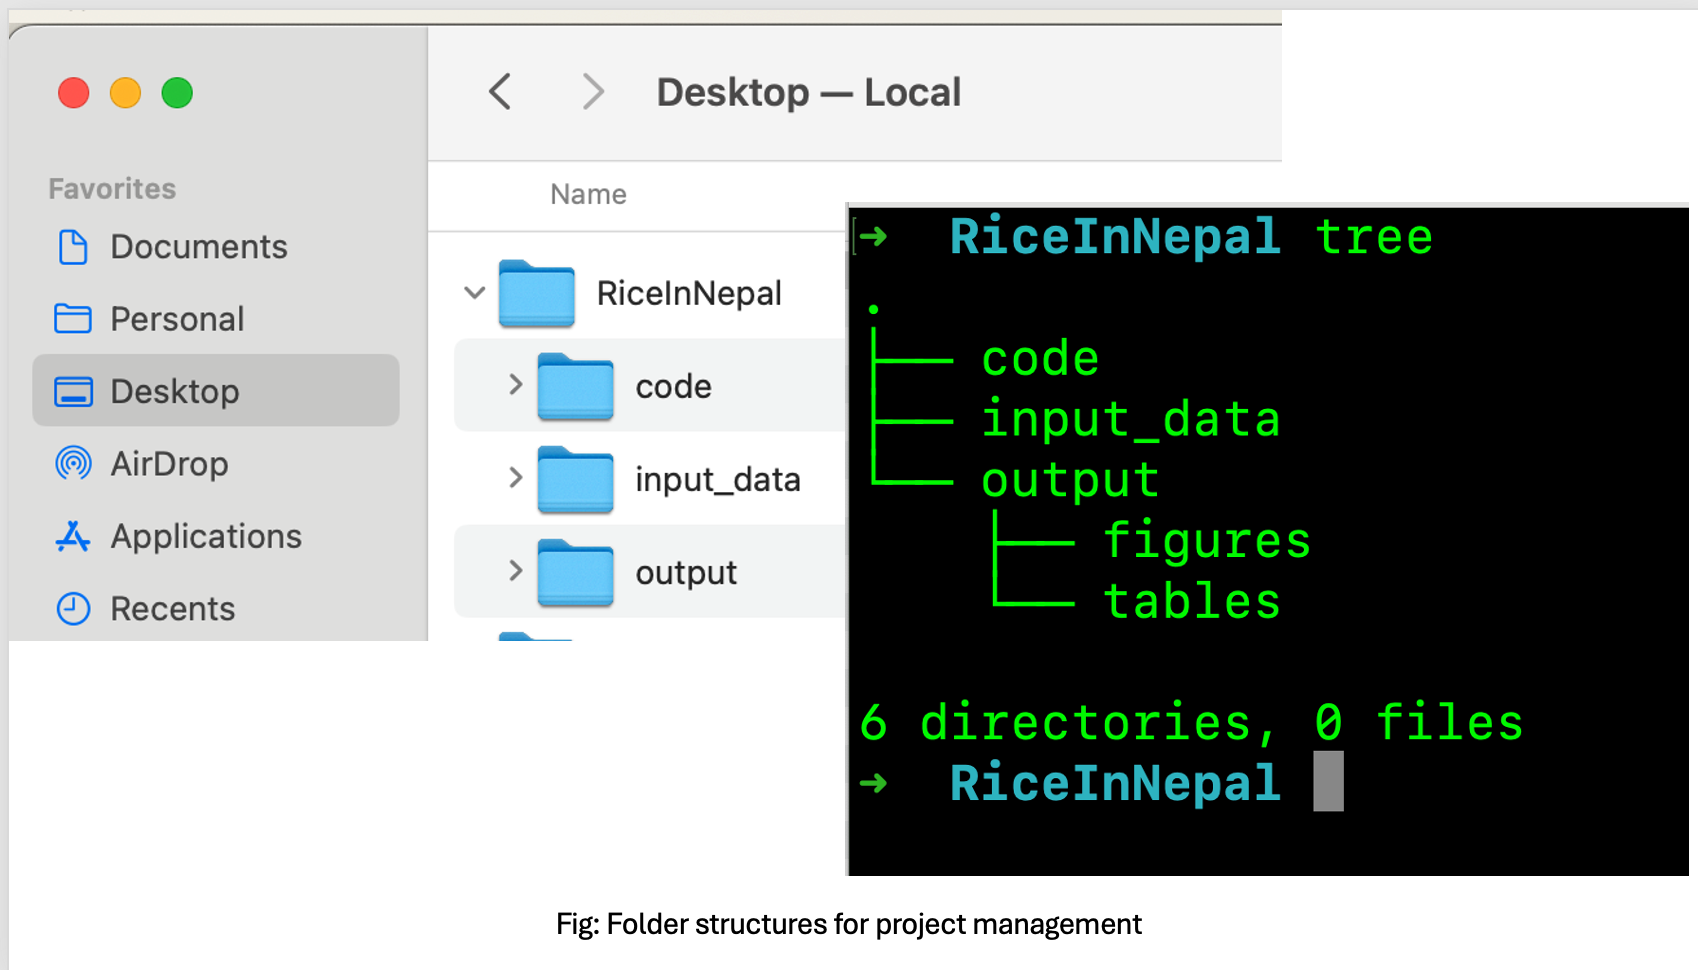 Desktop — Local
Favorites
Documents
Personal
Desktop
AirDrop
Applications
Recents
Name
RiceInNepal
code
input_data
output
➜ RiceInNepal tree
.
├── code
├── input_data
└── output
├── figures
└── tables
6 directories, 0 files
➜ RiceInNepal
Fig: Folder structures for project management